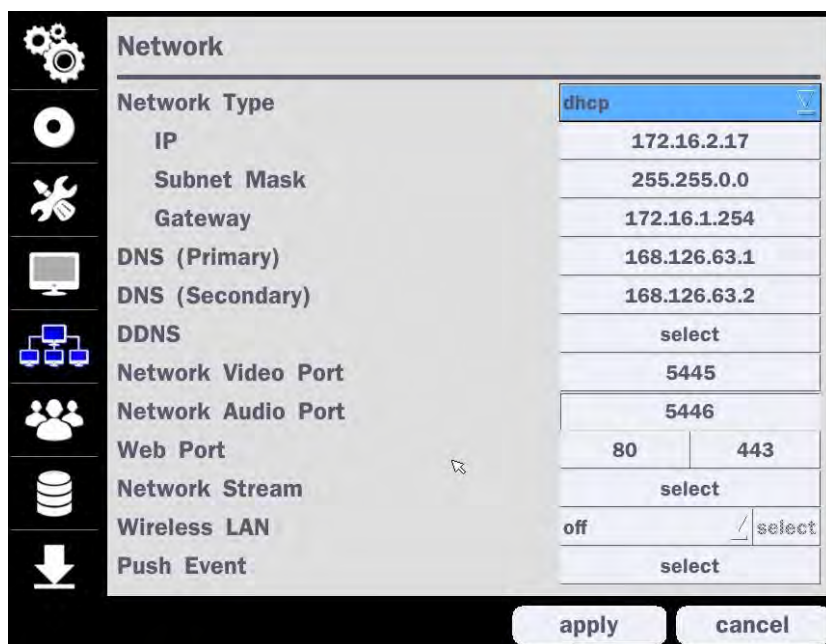 Network
Network Type dhcp
IP 172.16.2.17
Subnet Mask 255.255.0.0
Gateway 172.16.1.254
DNS (Primary) 168.126.63.1
DNS (Secondary) 168.126.63.2
DDNS select
Network Video Port 5445
Network Audio Port 5446
Web Port 80 443
Network Stream select
Wireless LAN off select
Push Event select
apply cancel